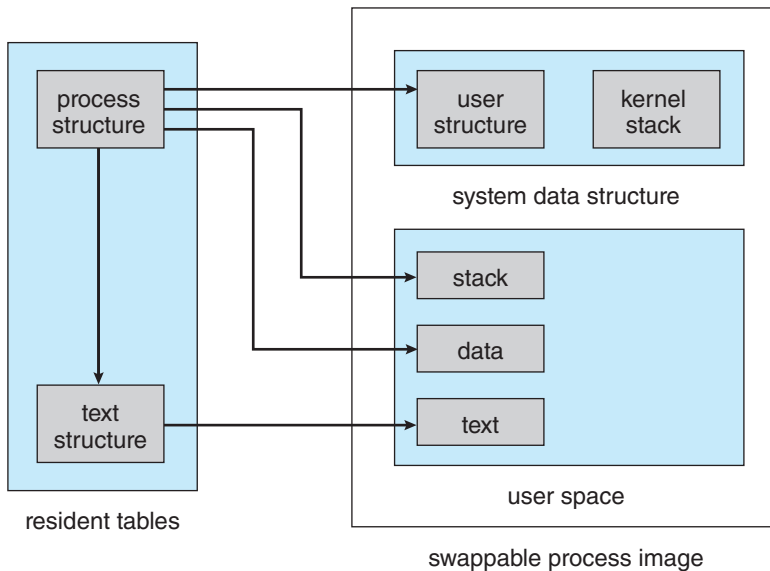 process
structure
user
structure
kernel
stack
system data structure
stack
data
text
structure
text
user space
resident tables
swappable process image